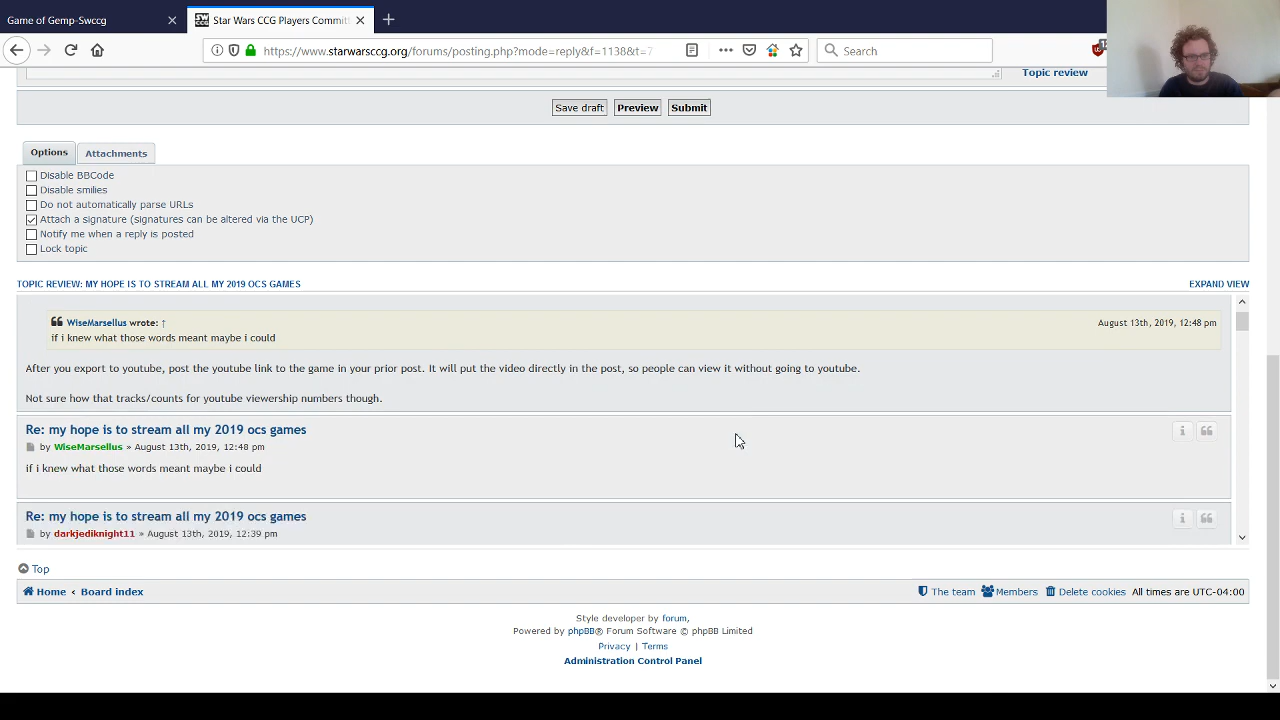 Game of Gemp-Swccg
Star Wars CCG Players Committ
https://www.starwarsccg.org/forums/posting.php?mode=reply&f=1138&t=7
Search
Topic review
Save draft
Preview
Submit
Options
Attachments
Disable BBCode
Disable smilies
Do not automatically parse URLs
Attach a signature (signatures can be altered via the UCP)
Notify me when a reply is posted
Lock topic
TOPIC REVIEW: MY HOPE IS TO STREAM ALL MY 2019 OCS GAMES
EXPAND VIEW
WiseMarsellus wrote: ↑
August 13th, 2019, 12:48 pm
if i knew what those words meant maybe i could
After you export to youtube, post the youtube link to the game in your prior post. It will put the video directly in the post, so people can view it without going to youtube.
Not sure how that tracks/counts for youtube viewership numbers though.
Re: my hope is to stream all my 2019 ocs games
by WiseMarsellus » August 13th, 2019, 12:48 pm
if i knew what those words meant maybe i could
Re: my hope is to stream all my 2019 ocs games
by darkjediknight11 » August 13th, 2019, 12:39 pm
Top
Home ‹ Board index
The team
Members
Delete cookies
All times are UTC-04:00
Style developer by forum,
Powered by phpBB® Forum Software © phpBB Limited
Privacy | Terms
Administration Control Panel